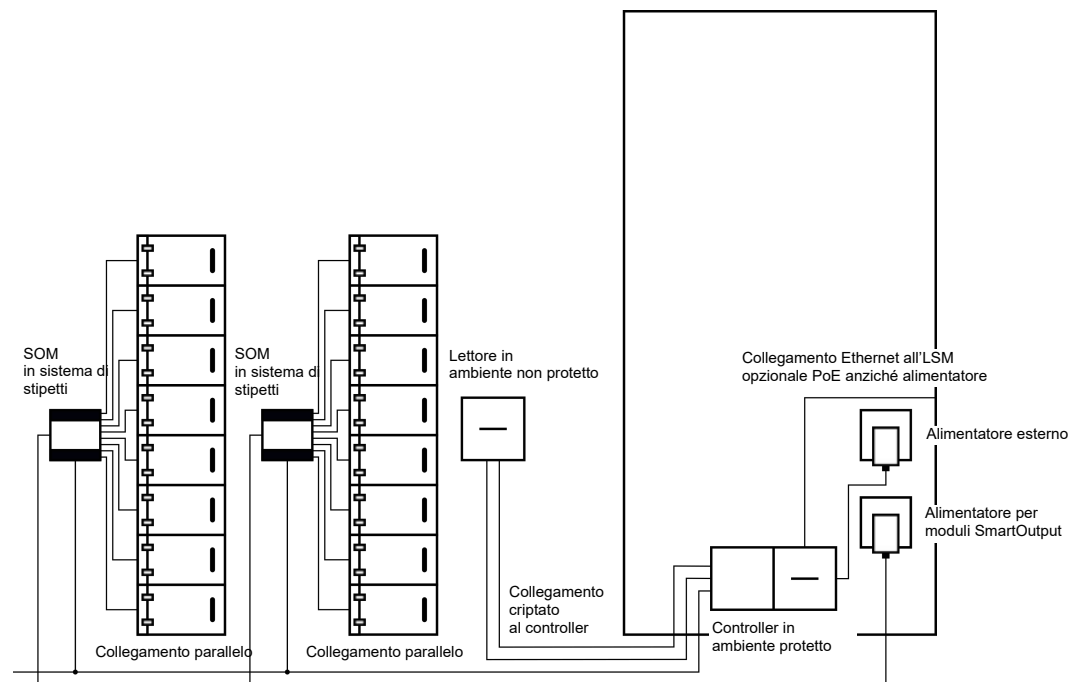 SOM
in sistema di
stipetti
SOM
in sistema di
stipetti
Lettore in
ambiente non protetto
Collegamento Ethernet all'LSM
opzionale PoE anziché alimentatore
Alimentatore esterno
Alimentatore per
moduli SmartOutput
Collegamento
criptato
al controller
Controller in
ambiente protetto
Collegamento parallelo
Collegamento parallelo